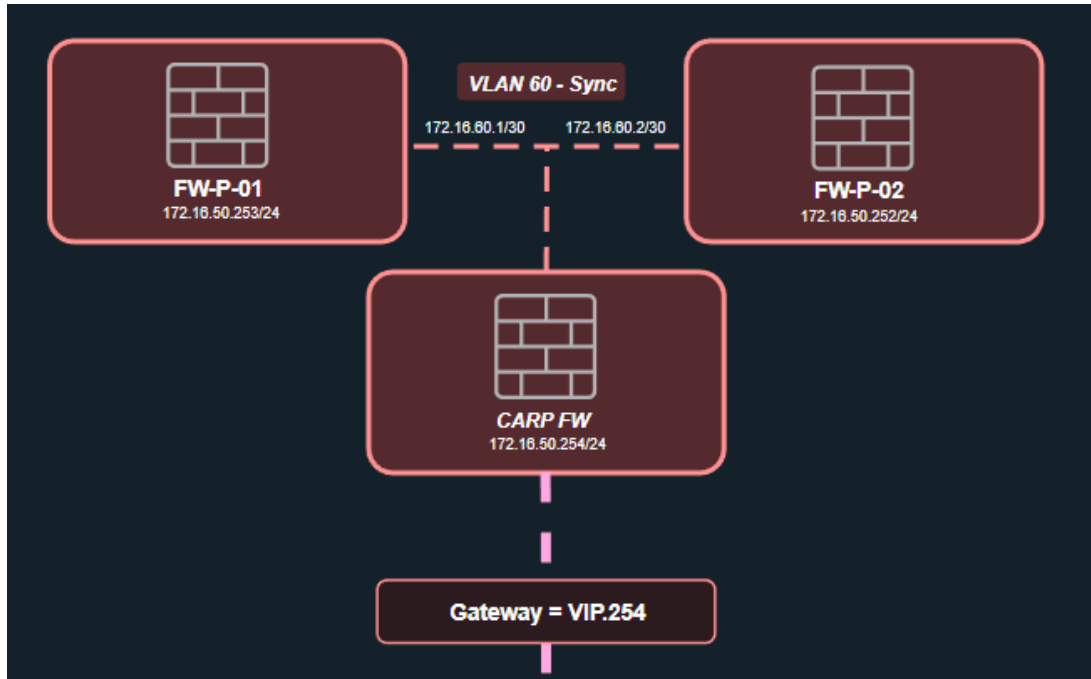 VLAN 60 - Sync
172.16.60.1/30
172.16.60.2/30
FW-P-01
172.16.50.253/24
FW-P-02
172.16.50.252/24
CARP FW
172.16.50.254/24
Gateway = VIP.254